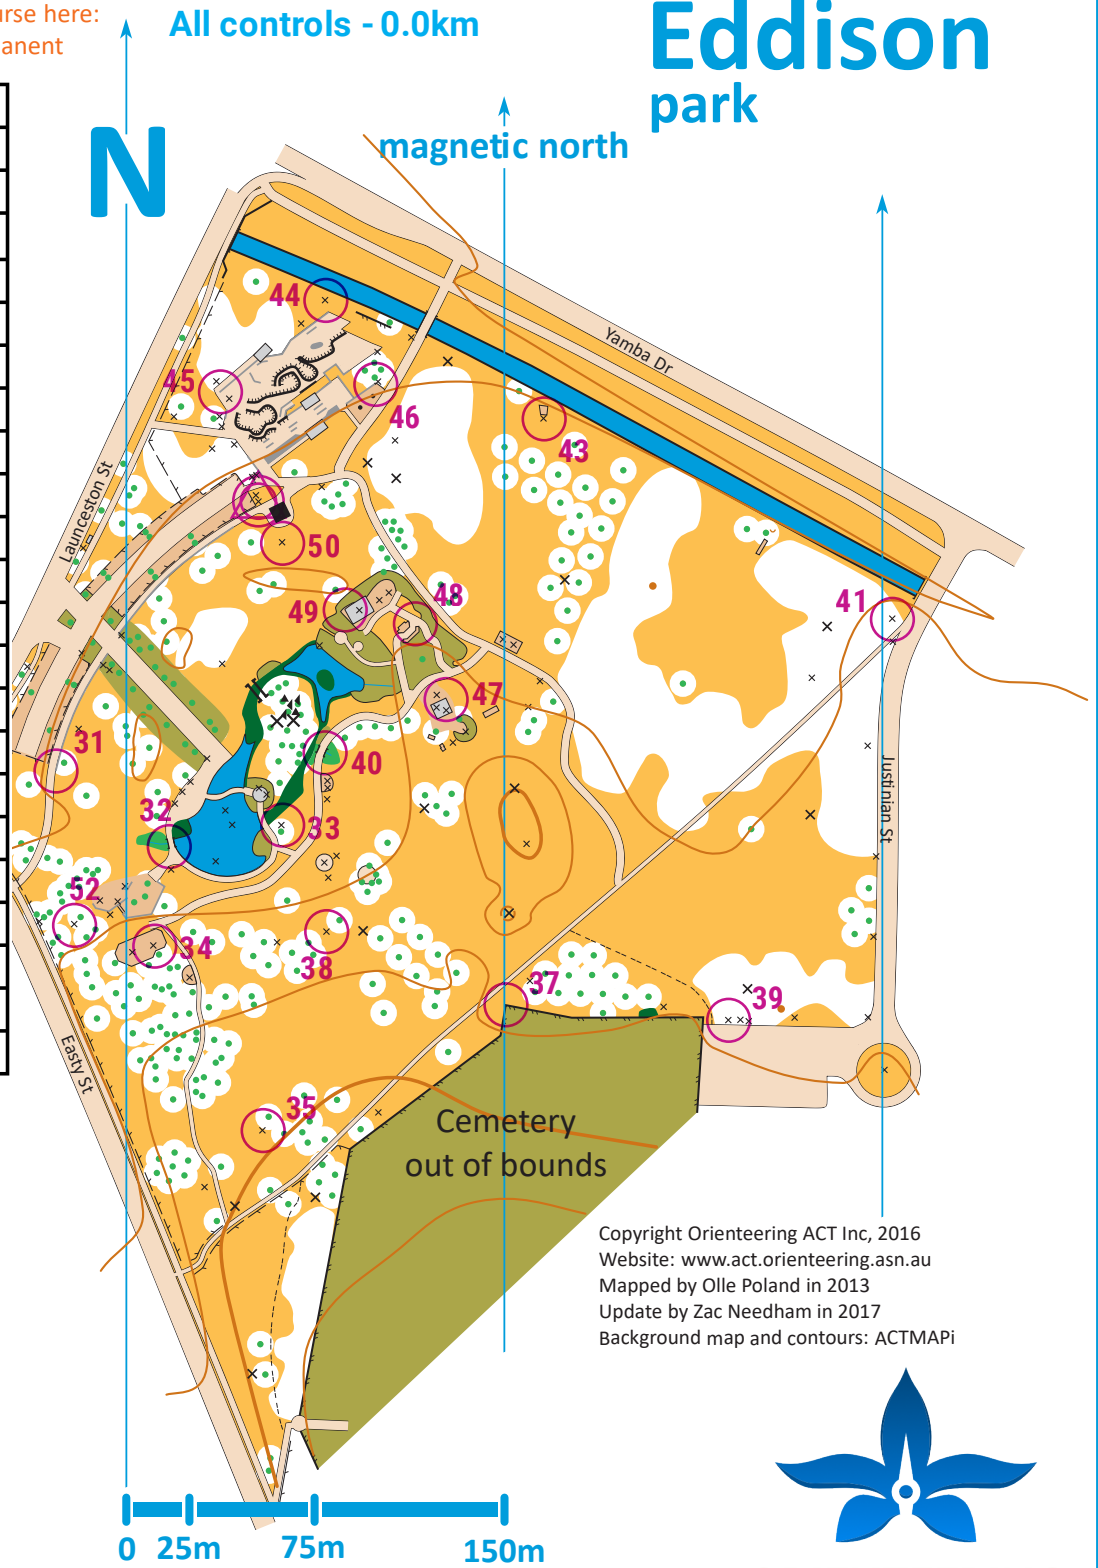 urse here:
anent
All controls - 0.0km
Eddison
park
N
magnetic north
Yamba Dr
44
45
46
43
Launceston St
50
49
48
41
47
31
40
Justinian St
32
33
52
34
38
37
39
Easty St
35
Cemetery
out of bounds
Copyright Orienteering ACT Inc, 2016
Website: www.act.orienteering.asn.au
Mapped by Olle Poland in 2013
Update by Zac Needham in 2017
Background map and contours: ACTMAPi
0 25m 75m 150m